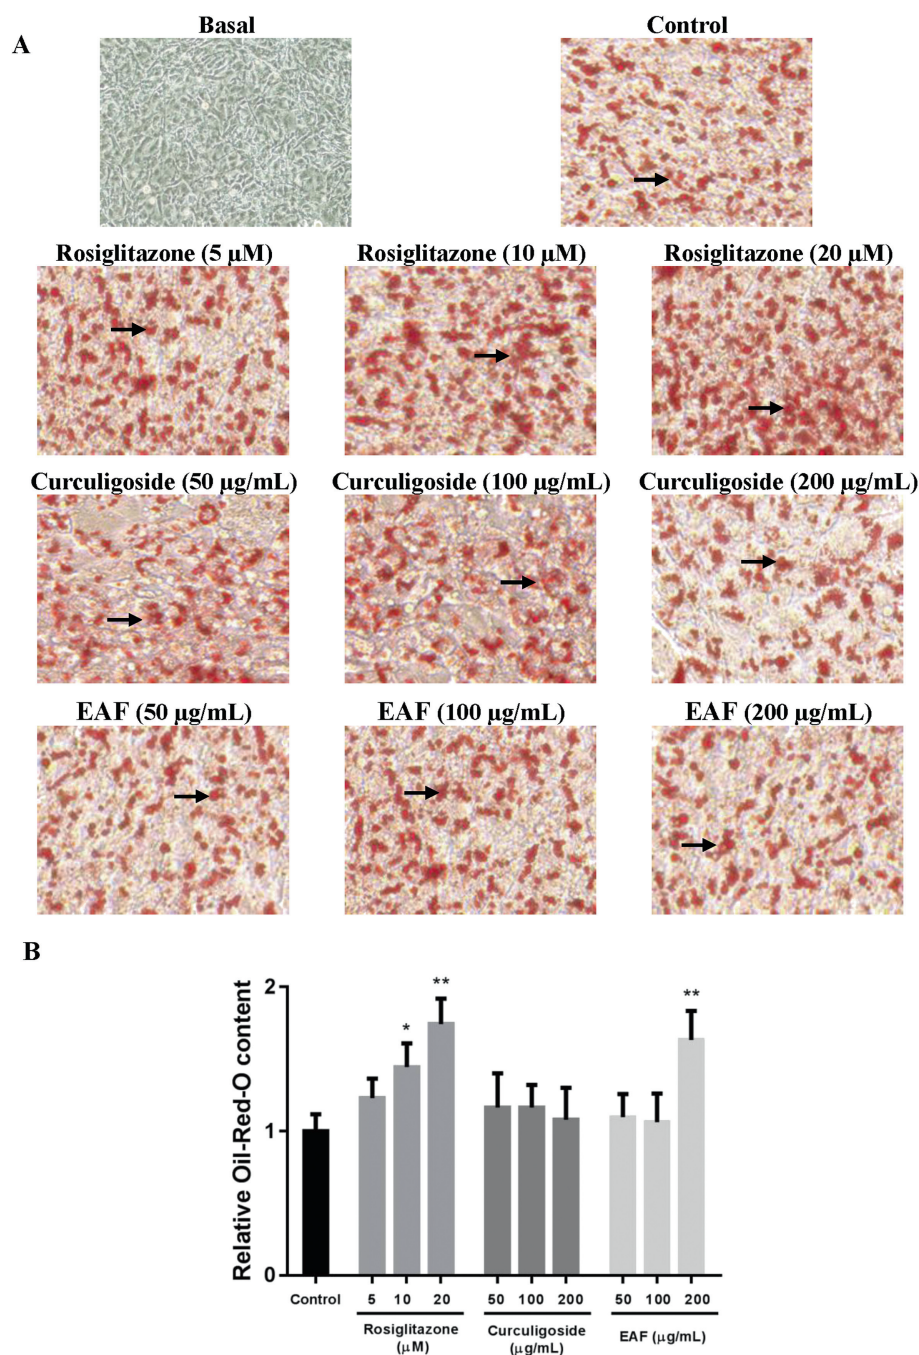 A
Basal
Control
Rosiglitazone (5 μM)
Rosiglitazone (10 μM)
Rosiglitazone (20 μM)
Curculigoside (50 μg/mL)
Curculigoside (100 μg/mL)
Curculigoside (200 μg/mL)
EAF (50 μg/mL)
EAF (100 μg/mL)
EAF (200 μg/mL)
B
Relative Oil-Red-O content
2
1
0
*
**
**
Control
5 10 20
50 100 200
50 100 200
Rosiglitazone
(μM)
Curculigoside
(μg/mL)
EAF (μg/mL)